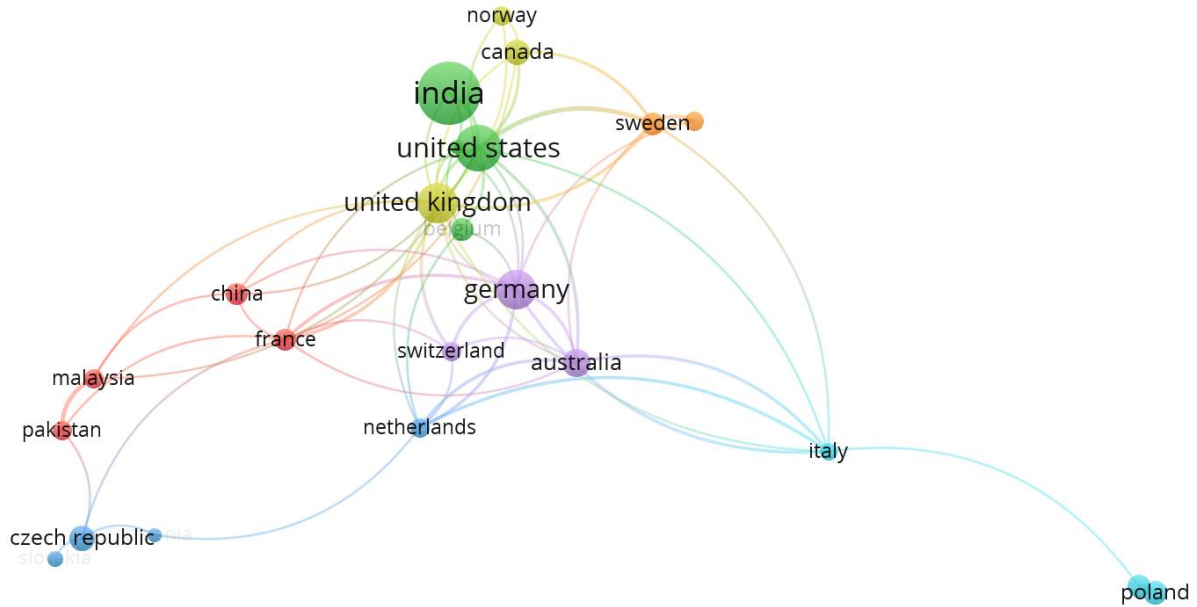 norway
canada
india
sweden
united states
united kingdom
belgium
germany
china
france
switzerland
australia
malaysia
pakistan
netherlands
italy
czech republic
slovakia
poland